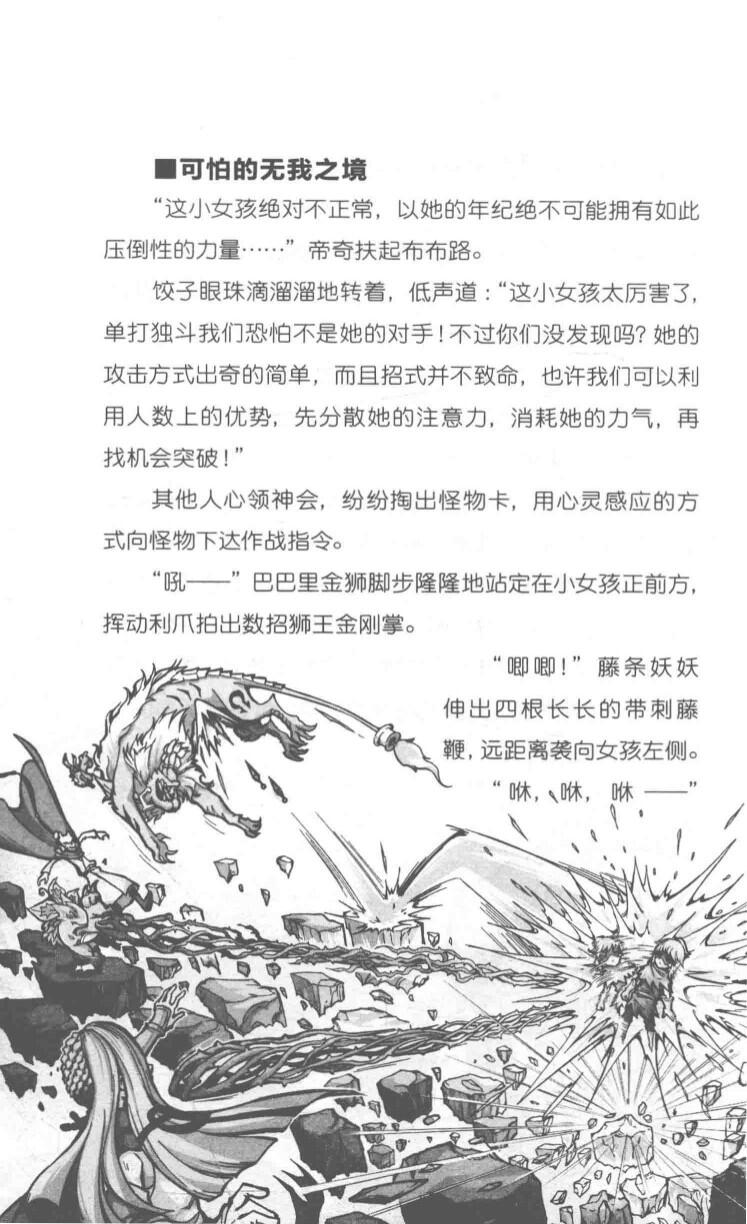 ■可怕的无我之境
“这小女孩绝对不正常，以她的年纪绝不可能拥有如此
压倒性的力量……”帝奇扶起布布路。
饺子眼珠滴溜溜地转着，低声道：“这小女孩太厉害了，
单打独斗我们恐怕不是她的对手！不过你们没发现吗？她的
攻击方式出奇的简单，而且招式并不致命，也许我们可以利
用人数上的优势，先分散她的注意力，消耗她的力气，再
找机会突破！”
其他人心领神会，纷纷掏出怪物卡，用心灵感应的方
式向怪物下达作战指令。
“吼——”巴巴里金狮脚步隆隆地站定在小女孩正前方，
挥动利爪拍出数招狮王金刚掌。
“唧唧！”藤条妖妖
伸出四根长长的带刺藤
鞭，远距离袭向女孩左侧。
“咻，咻，咻——”